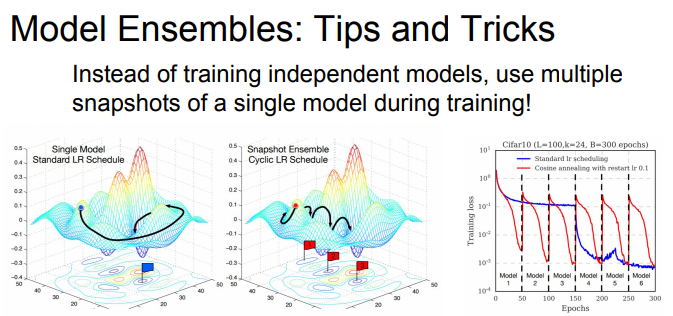 Model Ensembles: Tips and Tricks
Instead of training independent models, use multiple
snapshots of a single model during training!
Single Model
Standard LR Schedule
0.5
0.4
0.3
0.2
0.1
0
−0.1
−0.2
−0.3
−0.4
50
40
30
20
10
0
0
10
20
30
40
50
Snapshot Ensemble
Cyclic LR Schedule
0.5
0.4
0.3
0.2
0.1
0
−0.1
−0.2
−0.3
−0.4
50
40
30
20
10
0
0
10
20
30
40
50
Cifar10 (L=100,k=24, B=300 epochs)
Standard lr scheduling
Cosine annealing with restart lr 0.1
Training loss
10^1
10^0
10^-1
10^-2
10^-3
10^-4
Model 1
Model 2
Model 3
Model 4
Model 5
Model 6
0 50 100 150 200 250 300
Epochs